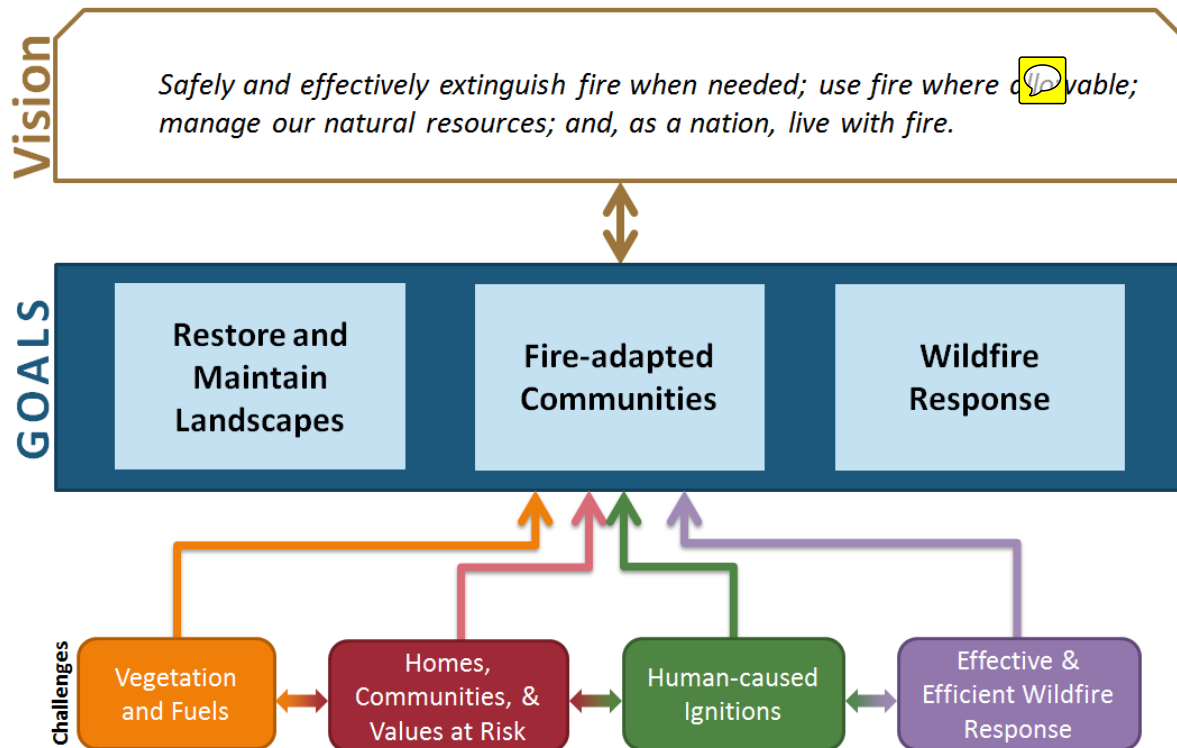 Vision
Safely and effectively extinguish fire when needed; use fire where allowable;
manage our natural resources; and, as a nation, live with fire.
GOALS
Restore and
Maintain
Landscapes
Fire-adapted
Communities
Wildfire
Response
Challenges
Vegetation
and Fuels
Homes,
Communities, &
Values at Risk
Human-caused
Ignitions
Effective &
Efficient Wildfire
Response